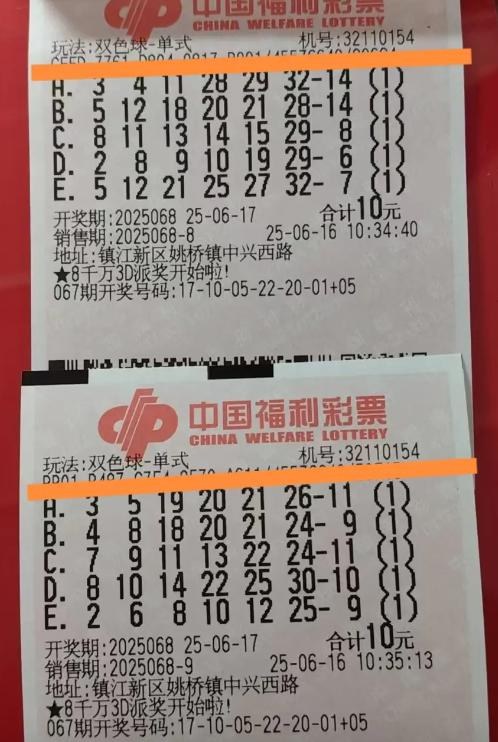 中国福利彩票
CHINA WELFARE LOTTERY
玩法:双色球-单式 机号:32110154
A. 3 4 11 28 29 32-14 (1)
B. 5 12 18 20 21 28-14 (1)
C. 8 11 13 14 15 29- 8 (1)
D. 2 8 9 10 19 29- 6 (1)
E. 5 12 21 25 27 32- 7 (1)
开奖期:2025068 25-06-17 合计10元
销售期:2025068-8 25-06-16 10:34:40
地址:镇江新区姚桥镇中兴西路
★8千万3D派奖开始啦!
067期开奖号码:17-10-05-22-20-01+05
中国福利彩票
CHINA WELFARE LOTTERY
玩法:双色球-单式 机号:32110154
A. 3 5 19 20 21 26-11 (1)
B. 4 8 18 20 21 24- 9 (1)
C. 7 9 11 13 22 24-11 (1)
D. 8 10 14 22 25 30-10 (1)
E. 2 6 8 10 12 25- 9 (1)
开奖期:2025068 25-06-17 合计10元
销售期:2025068-9 25-06-16 10:35:13
地址:镇江新区姚桥镇中兴西路
★8千万3D派奖开始啦!
067期开奖号码:17-10-05-22-20-01+05